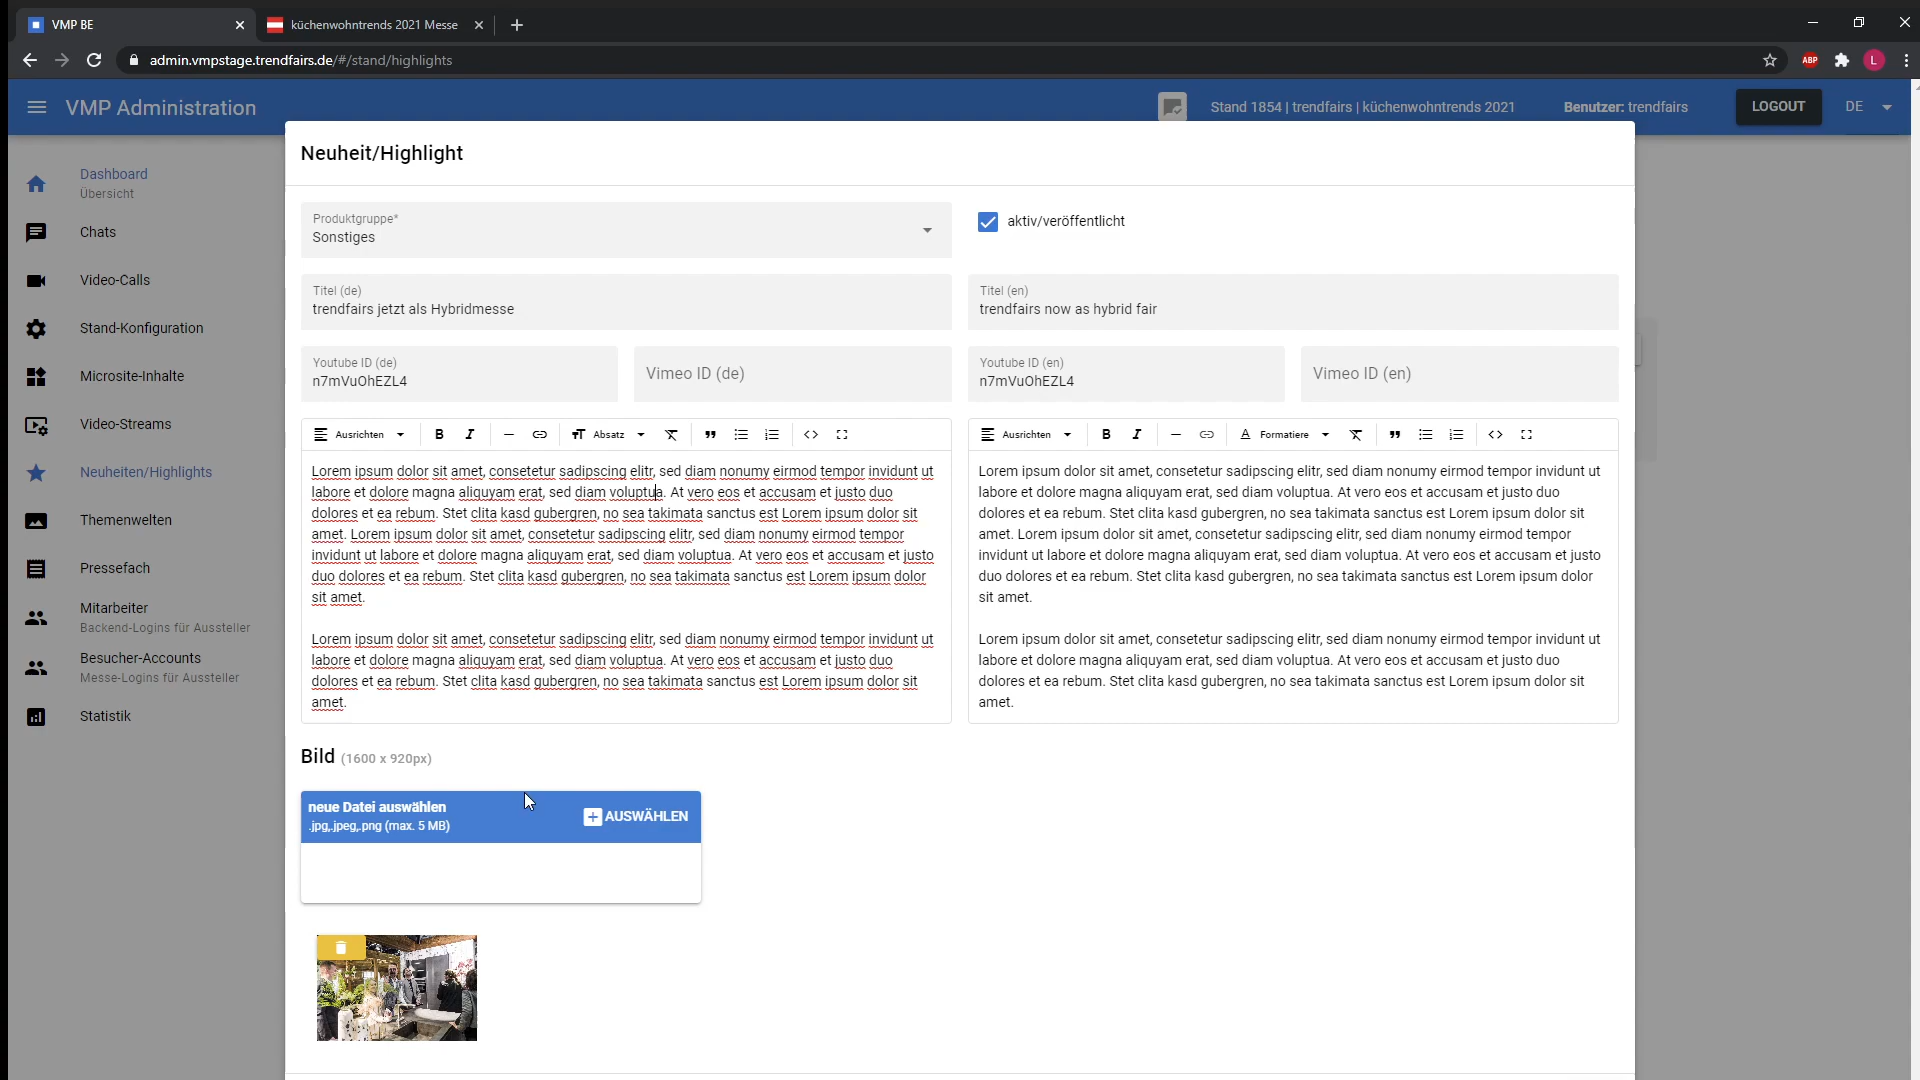 VMP BE
küchenwohntrends 2021 Messe
admin.vmpstage.trendfairs.de/#/stand/highlights
ABP
L
VMP Administration
Stand 1854 | trendfairs | küchenwohntrends 2021
Benutzer: trendfairs
LOGOUT
DE
Dashboard
Übersicht
Chats
Video-Calls
Stand-Konfiguration
Microsite-Inhalte
Video-Streams
Neuheiten/Highlights
Themenwelten
Pressefach
Mitarbeiter
Backend-Logins für Aussteller
Besucher-Accounts
Messe-Logins für Aussteller
Statistik
Neuheit/Highlight
Produktgruppe*
Sonstiges
aktiv/veröffentlicht
Titel (de)
trendfairs jetzt als Hybridmesse
Titel (en)
trendfairs now as hybrid fair
Youtube ID (de)
n7mVuOhEZL4
Vimeo ID (de)
Youtube ID (en)
n7mVuOhEZL4
Vimeo ID (en)
Ausrichten
B
I
Absatz
Lorem ipsum dolor sit amet, consetetur sadipscing elitr, sed diam nonumy eirmod tempor invidunt ut
labore et dolore magna aliquyam erat, sed diam voluptua. At vero eos et accusam et justo duo
dolores et ea rebum. Stet clita kasd gubergren, no sea takimata sanctus est Lorem ipsum dolor sit
amet. Lorem ipsum dolor sit amet, consetetur sadipscing elitr, sed diam nonumy eirmod tempor
invidunt ut labore et dolore magna aliquyam erat, sed diam voluptua. At vero eos et accusam et justo
duo dolores et ea rebum. Stet clita kasd gubergren, no sea takimata sanctus est Lorem ipsum dolor
sit amet.
Lorem ipsum dolor sit amet, consetetur sadipscing elitr, sed diam nonumy eirmod tempor invidunt ut
labore et dolore magna aliquyam erat, sed diam voluptua. At vero eos et accusam et justo duo
dolores et ea rebum. Stet clita kasd gubergren, no sea takimata sanctus est Lorem ipsum dolor sit
amet.
Ausrichten
B
I
Formatiere
Lorem ipsum dolor sit amet, consetetur sadipscing elitr, sed diam nonumy eirmod tempor invidunt ut
labore et dolore magna aliquyam erat, sed diam voluptua. At vero eos et accusam et justo duo
dolores et ea rebum. Stet clita kasd gubergren, no sea takimata sanctus est Lorem ipsum dolor sit
amet. Lorem ipsum dolor sit amet, consetetur sadipscing elitr, sed diam nonumy eirmod tempor
invidunt ut labore et dolore magna aliquyam erat, sed diam voluptua. At vero eos et accusam et justo
duo dolores et ea rebum. Stet clita kasd gubergren, no sea takimata sanctus est Lorem ipsum dolor
sit amet.
Lorem ipsum dolor sit amet, consetetur sadipscing elitr, sed diam nonumy eirmod tempor invidunt ut
labore et dolore magna aliquyam erat, sed diam voluptua. At vero eos et accusam et justo duo
dolores et ea rebum. Stet clita kasd gubergren, no sea takimata sanctus est Lorem ipsum dolor sit
amet.
Bild (1600 x 920px)
neue Datei auswählen
.jpg,.jpeg,.png (max. 5 MB)
AUSWÄHLEN